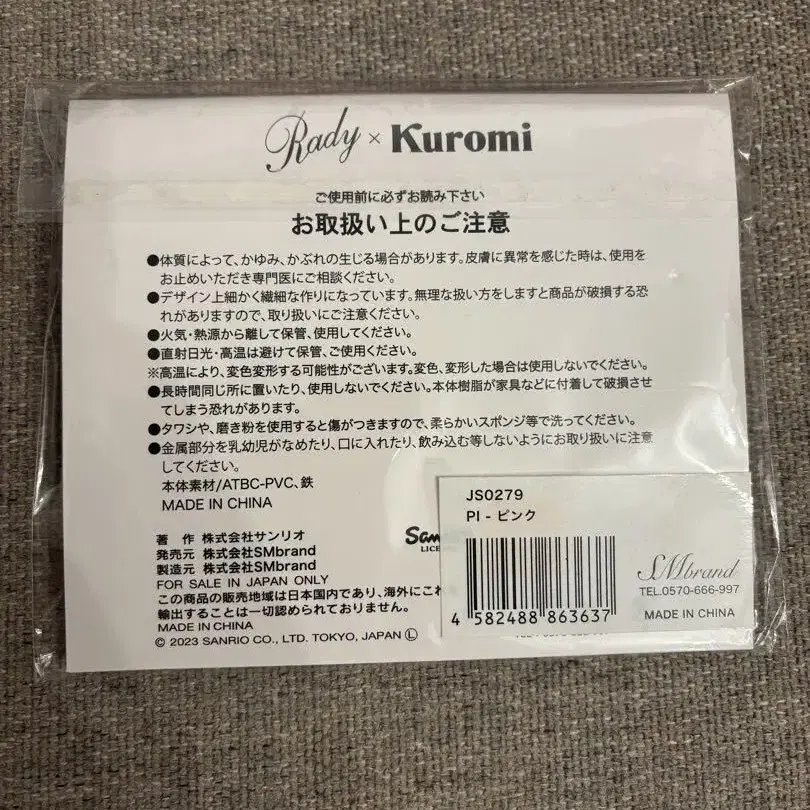 Rady × Kuromi
ご使用前に必ずお読み下さい
お取扱い上のご注意
●体質によって、かゆみ、かぶれの生じる場合があります。皮膚に異常を感じた時は、使用を
お止めいただき専門医にご相談ください。
●デザイン上細かく繊細な作りになっています。無理な扱い方をしますと商品が破損する恐
れがありますので、取り扱いにご注意ください。
●火気・熱源から離して保管、使用してください。
●直射日光・高温は避けて保管、ご使用ください。
※高温により、変色変形する可能性がございます。変色、変形した場合は使用しないでください。
●長時間同じ所に置いたり、使用しないでください。本体樹脂が家具などに付着して破損させ
てしまう恐れがあります。
●タワシや、磨き粉を使用すると傷がつきますので、柔らかいスポンジ等で洗ってください。
●金属部分を乳幼児がなめたり、口に入れたり、飲み込む等しないようにお取り扱いに注意
してください。
本体素材/ATBC-PVC、鉄
MADE IN CHINA
著 作 株式会社サンリオ
発売元 株式会社SMbrand
製造元 株式会社SMbrand
FOR SALE IN JAPAN ONLY
この商品の販売地域は日本国内であり、海外にこれ
輸出することは一切認められておりません。
MADE IN CHINA
© 2023 SANRIO CO., LTD. TOKYO, JAPAN Ⓛ
San
LICE
JS0279
PI - ピンク
4 582488 863637
SMbrand
TEL.0570-666-997
MADE IN CHINA